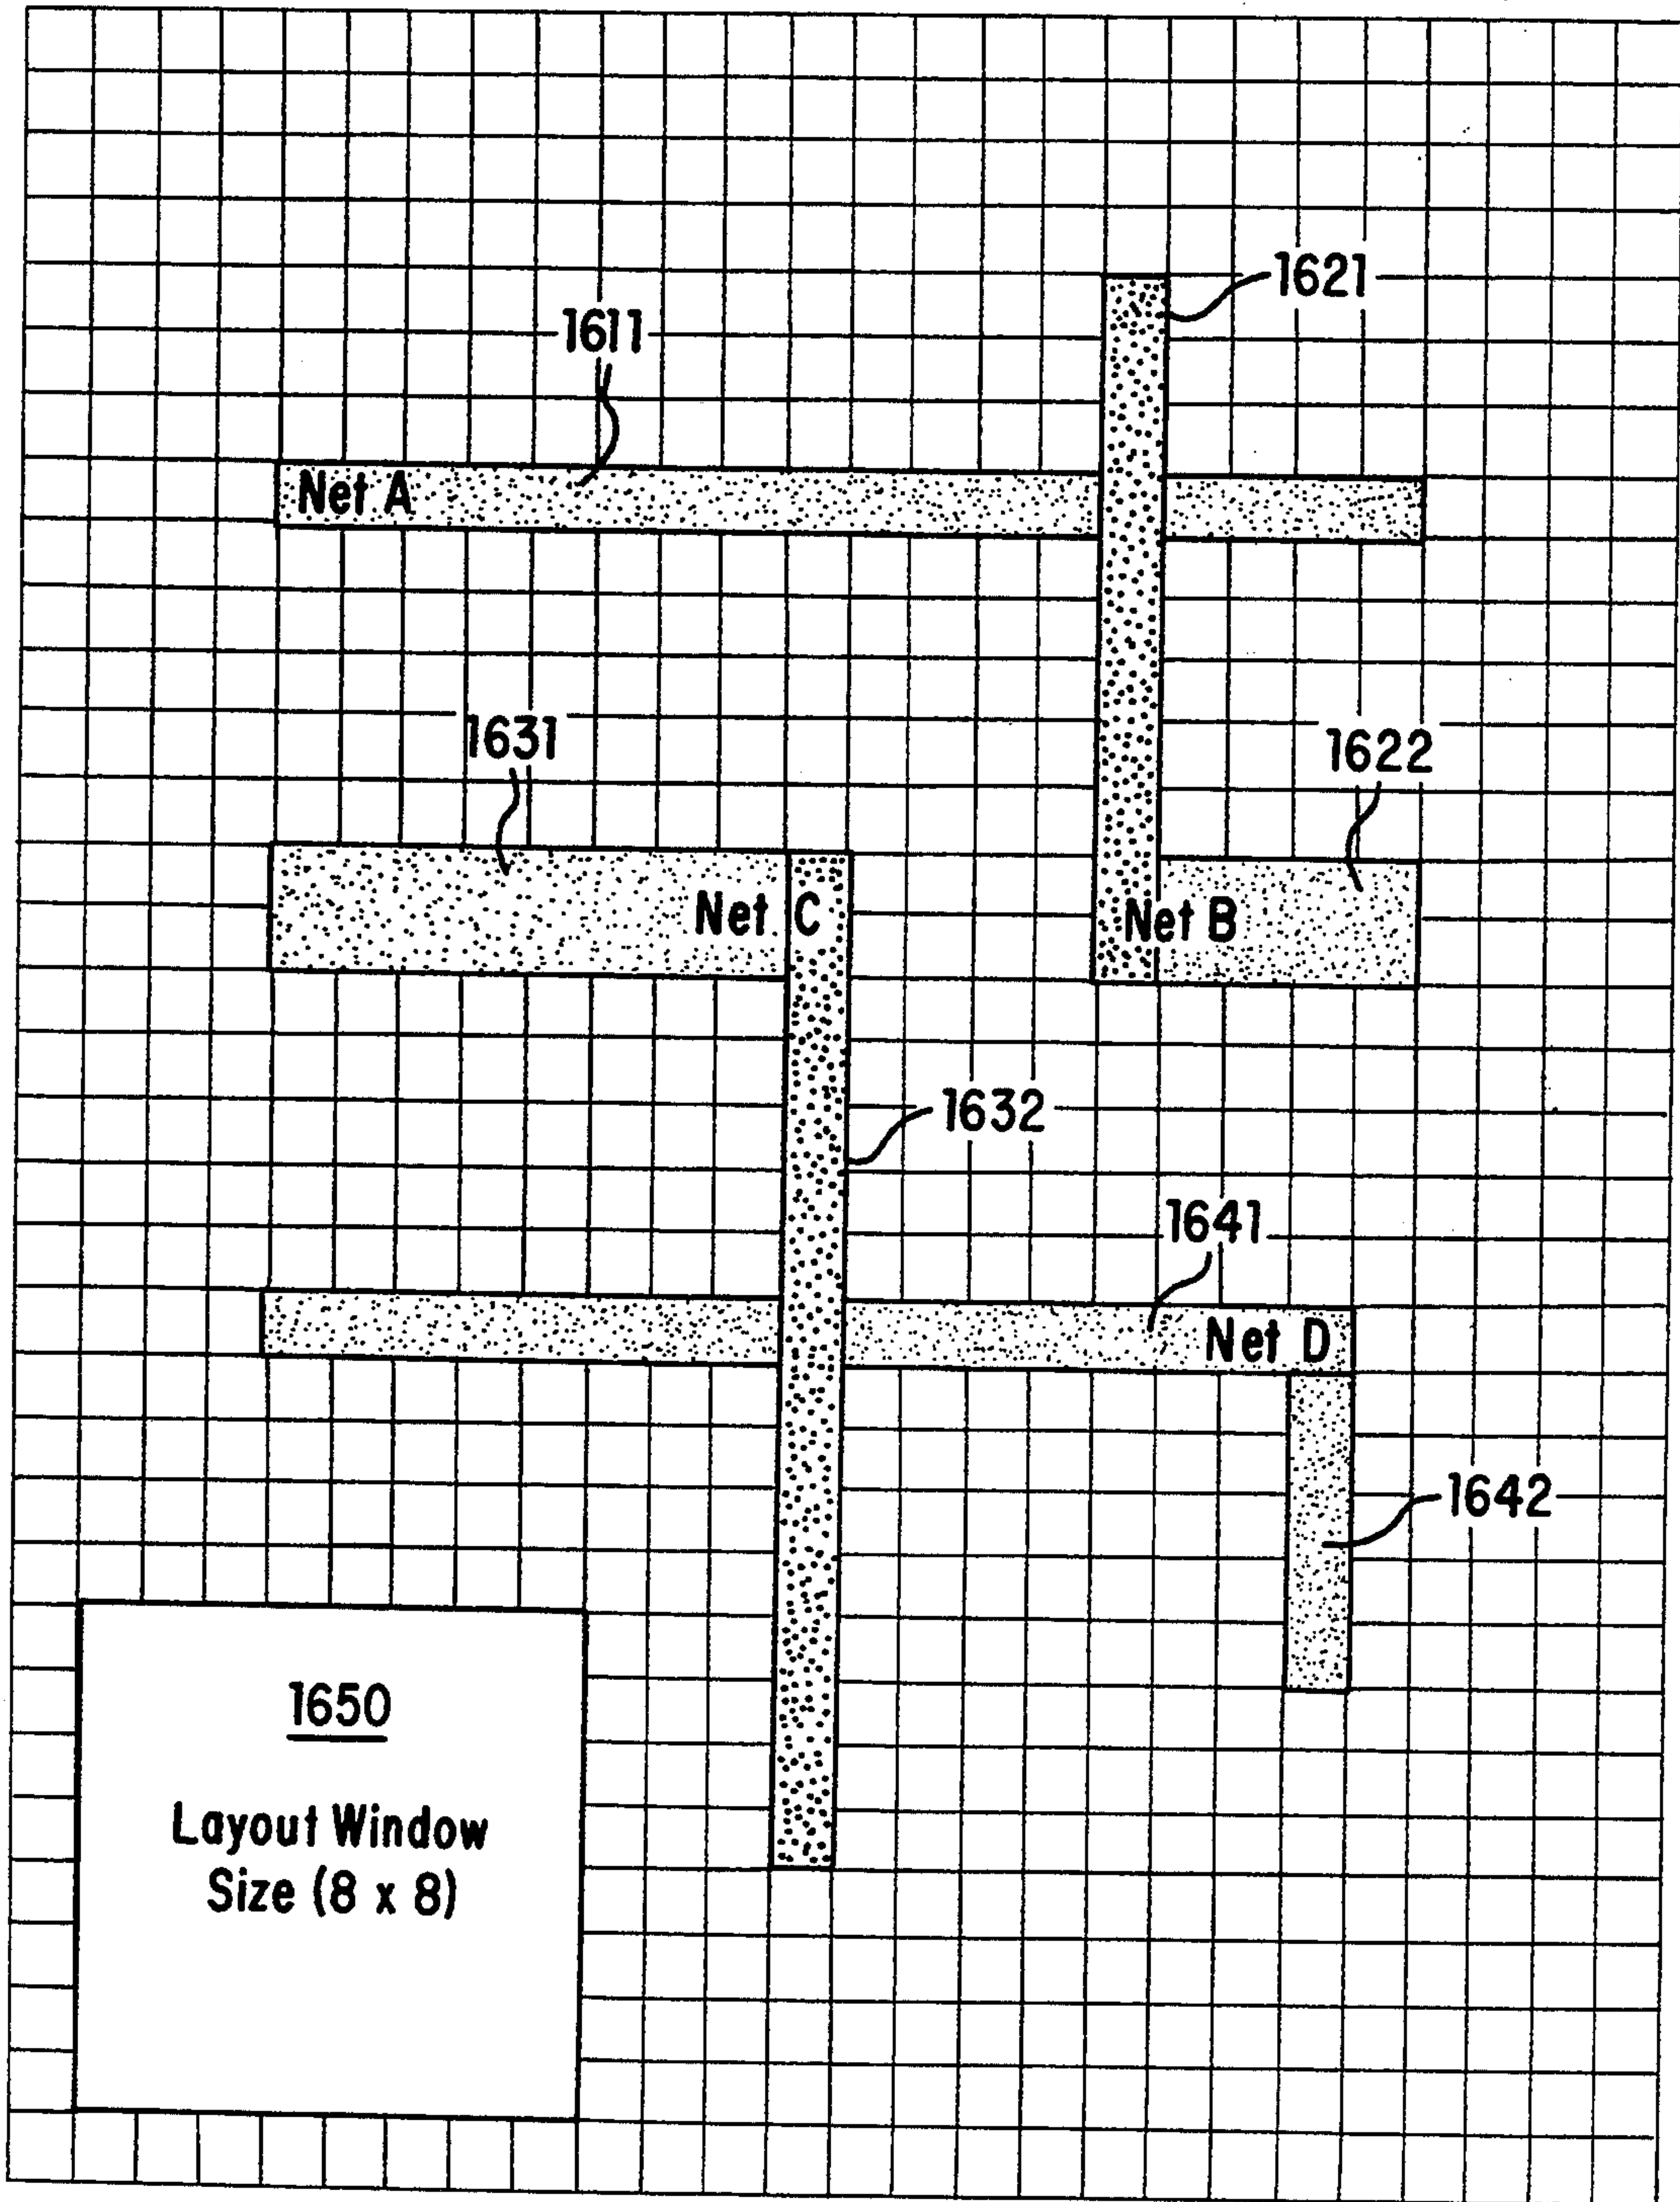 1621
1611
Net A
1631
1622
Net C
Net B
1632
1641
Net D
1642
1650
Layout Window
Size (8 x 8)